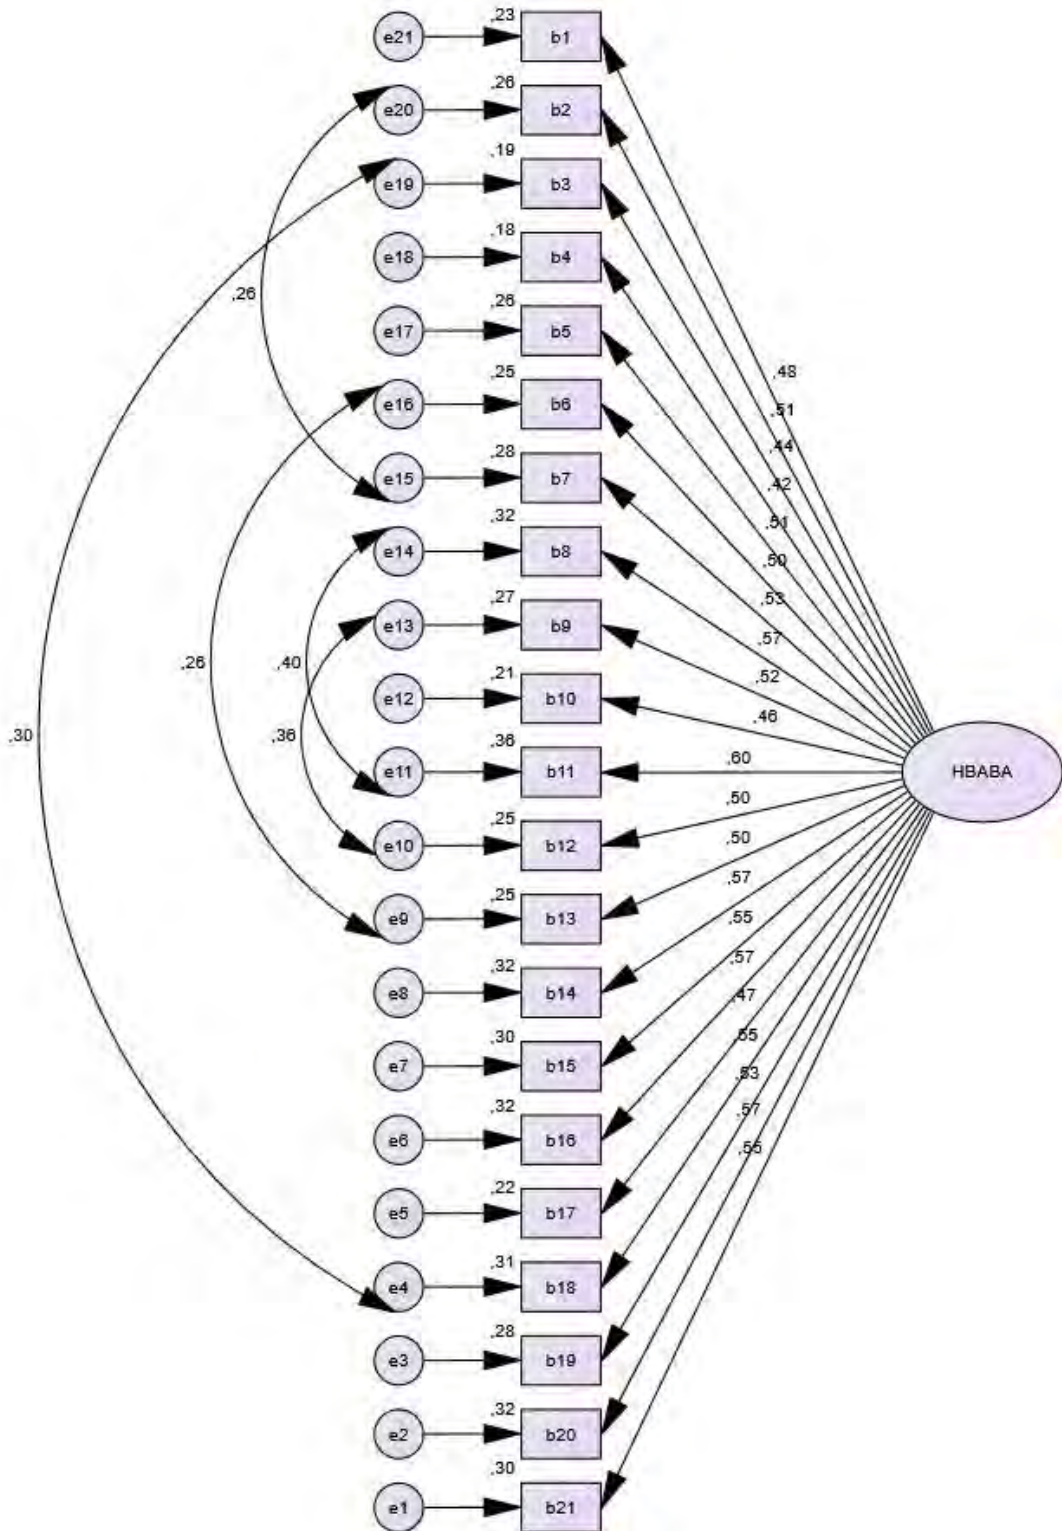 ,23
e21 b1
,26
e20 b2
,19
e19 b3
,18
e18 b4
,26
,26
e17 b5
,25
,48
e16 b6
,51
,28
,44
e15 b7
,42
,32
,51
e14 b8
,50
,27
,53
e13 b9
,57
,26
,40
,21
,52
e12 b10
,46
,30
,36
,36
,60
e11 b11
HBABA
,50
,25
e10 b12
,50
,25
,57
e9 b13
,55
,32
,57
e8 b14
,47
,30
,55
e7 b15
,53
,32
,57
e6 b16
,55
,22
e5 b17
,31
e4 b18
,28
e3 b19
,32
e2 b20
,30
e1 b21